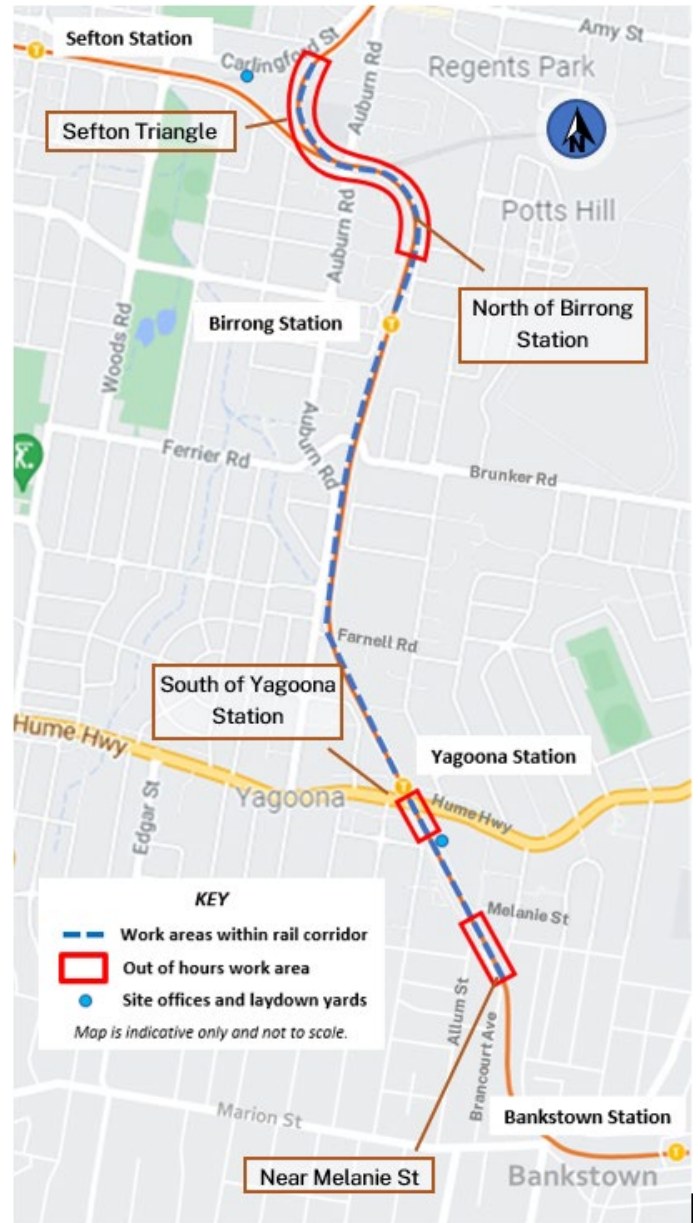 Sefton Station
Carlingford St
Amy St
Auburn Rd
Regents Park
Sefton Triangle
N
Auburn Rd
Potts Hill
North of Birrong
Station
Birrong Station
T
Woods Rd
Auburn Rd
Ferrier Rd
Brunker Rd
Farnell Rd
South of Yagoona
Station
Hume Hwy
Yagoona Station
T
Yagoona
Hume Hwy
Edgar St
KEY
Work areas within rail corridor
Out of hours work area
Site offices and laydown yards
Map is indicative only and not to scale.
Melanie St
Allum St
Brancourt Ave
Marion St
Bankstown Station
T
Near Melanie St
Bankstown